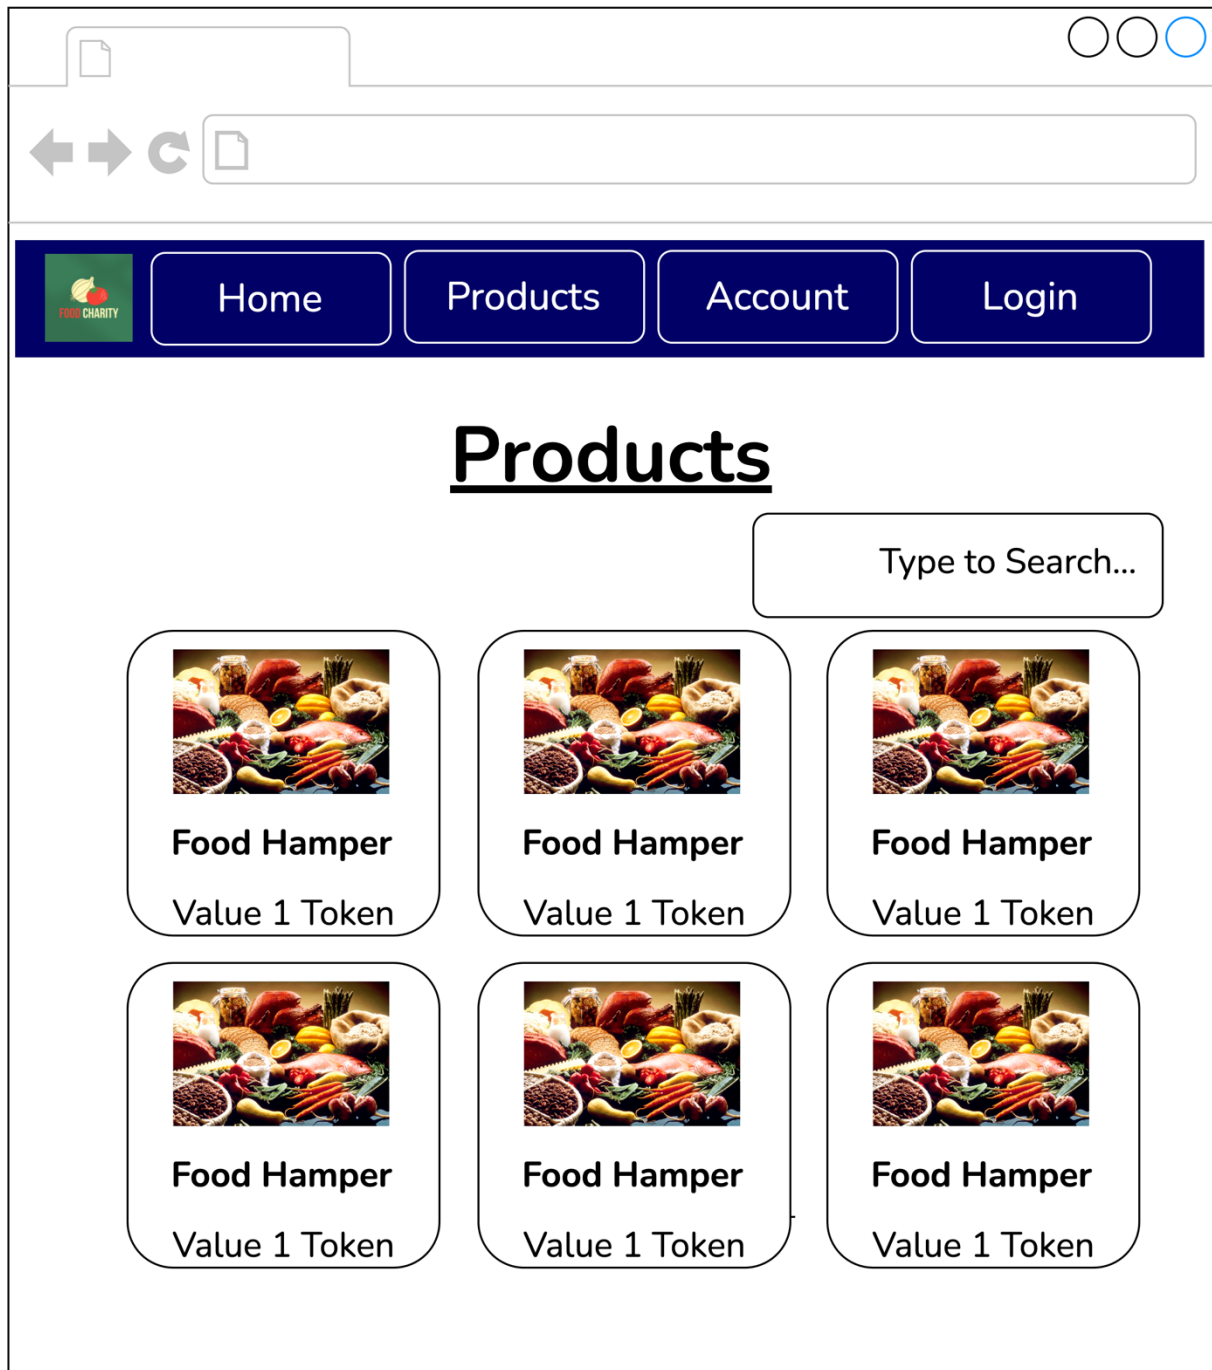 FOOD CHARITY
Home
Products
Account
Login
Products
Type to Search...
Food Hamper
Food Hamper
Food Hamper
Value 1 Token
Value 1 Token
Value 1 Token
Food Hamper
Food Hamper
Food Hamper
Value 1 Token
Value 1 Token
Value 1 Token